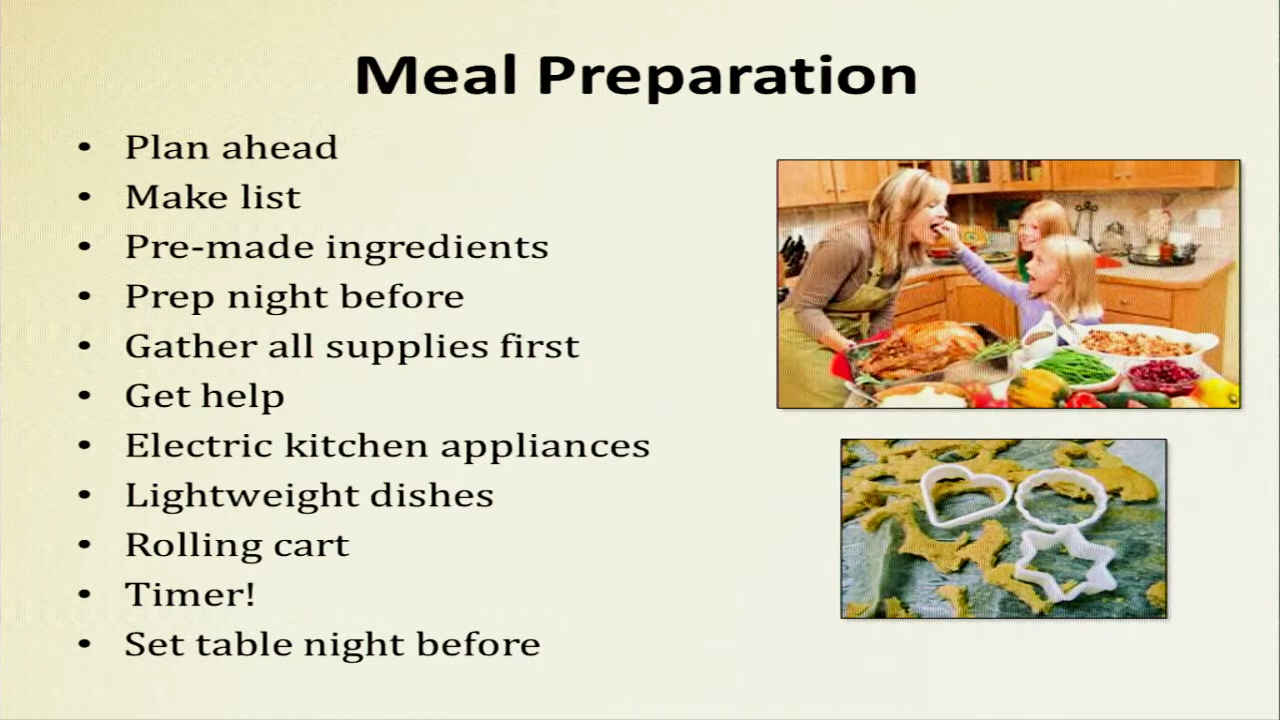 Meal Preparation
• Plan ahead
• Make list
• Pre-made ingredients
• Prep night before
• Gather all supplies first
• Get help
• Electric kitchen appliances
• Lightweight dishes
• Rolling cart
• Timer!
• Set table night before